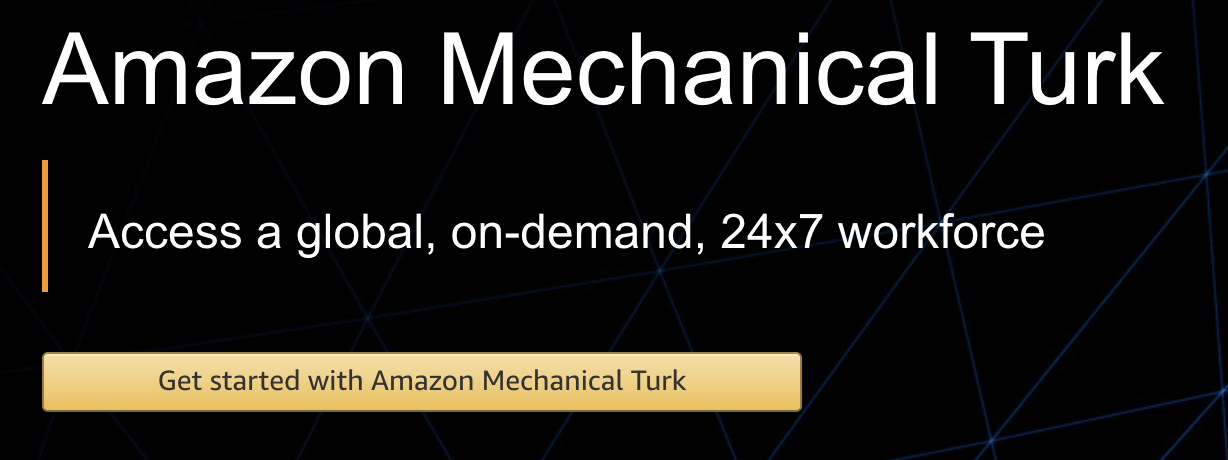 Amazon Mechanical Turk
Access a global, on-demand, 24x7 workforce
Get started with Amazon Mechanical Turk